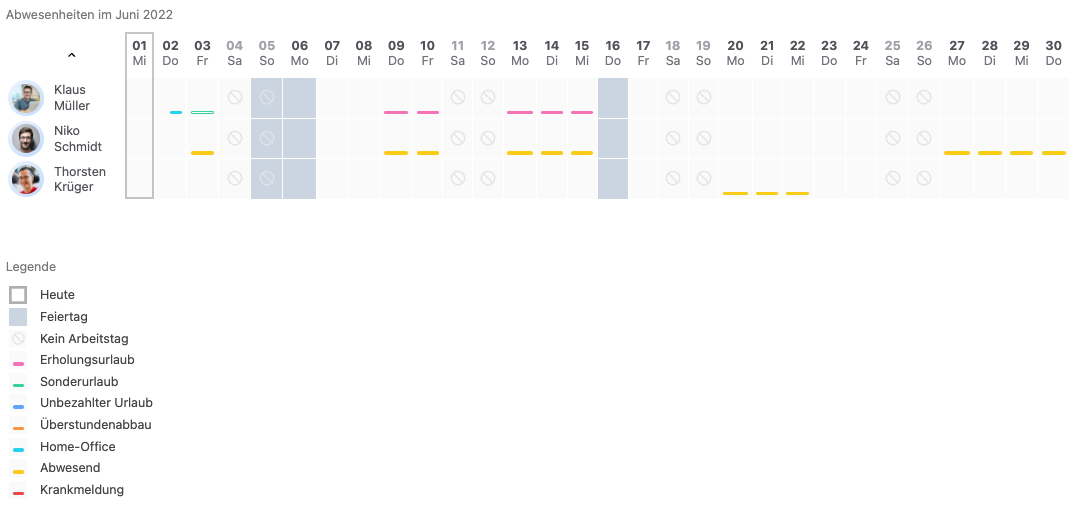 Abwesenheiten im Juni 2022
01 02 03 04 05 06 07 08 09 10 11 12 13 14 15 16 17 18 19 20 21 22 23 24 25 26 27 28 29 30
Mi Do Fr Sa So Mo Di Mi Do Fr Sa So Mo Di Mi Do Fr Sa So Mo Di Mi Do Fr Sa So Mo Di Mi Do
Klaus
Müller
Niko
Schmidt
Thorsten
Krüger
Legende
Heute
Feiertag
Kein Arbeitstag
Erholungsurlaub
Sonderurlaub
Unbezahlter Urlaub
Überstundenabbau
Home-Office
Abwesend
Krankmeldung